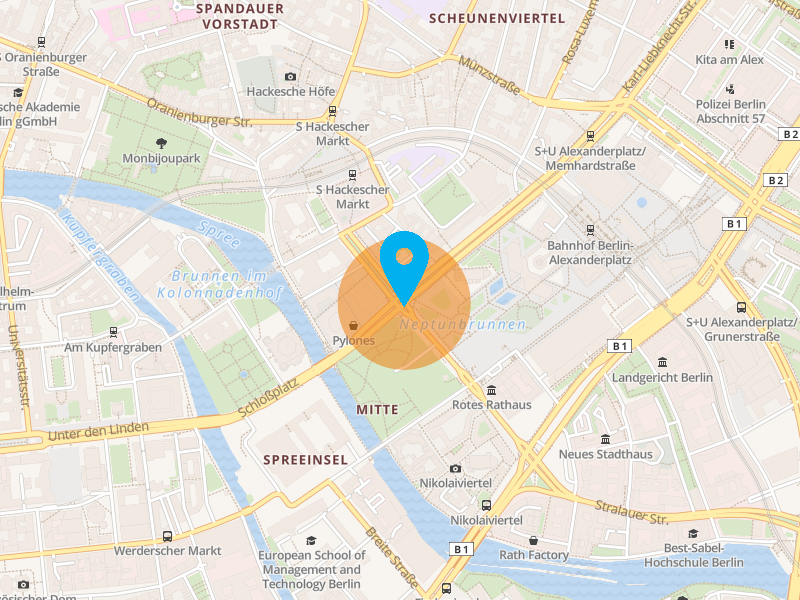 SPANDAUER
VORSTADT
SCHEUNENVIERTEL
Rosa-Luxem
Karl-Liebknecht-Str.
Kita am Alex
S Oranienburger
Straße
Münzstraße
Hackesche Höfe
Polizei Berlin
Abschnitt 57
sche Akademie
lin gGmbH
Oranienburger Str.
S Hackescher
Markt
B 2
Monbijoupark
S+U Alexanderplatz/
Memhardstraße
S Hackescher
Markt
B 2
B 1
Kupfergraben
Spree
Bahnhof Berlin-
Alexanderplatz
Brunnen im
Kolonnadenhof
lhelm-
trum
Universitätsstr.
Am Kupfergraben
Pylones
Neptunbrunnen
S+U Alexanderplatz/
Grunerstraße
B 1
Landgericht Berlin
Schloßplatz
MITTE
Rotes Rathaus
Unter den Linden
SPREEINSEL
Neues Stadthaus
Nikolaiviertel
Nikolaiviertel
Stralauer Str.
Werderscher Markt
European School of
Management and
Technology Berlin
Breite Straße
B 1
Rath Factory
Best-Sabel-
Hochschule Berlin
zösischer Dom